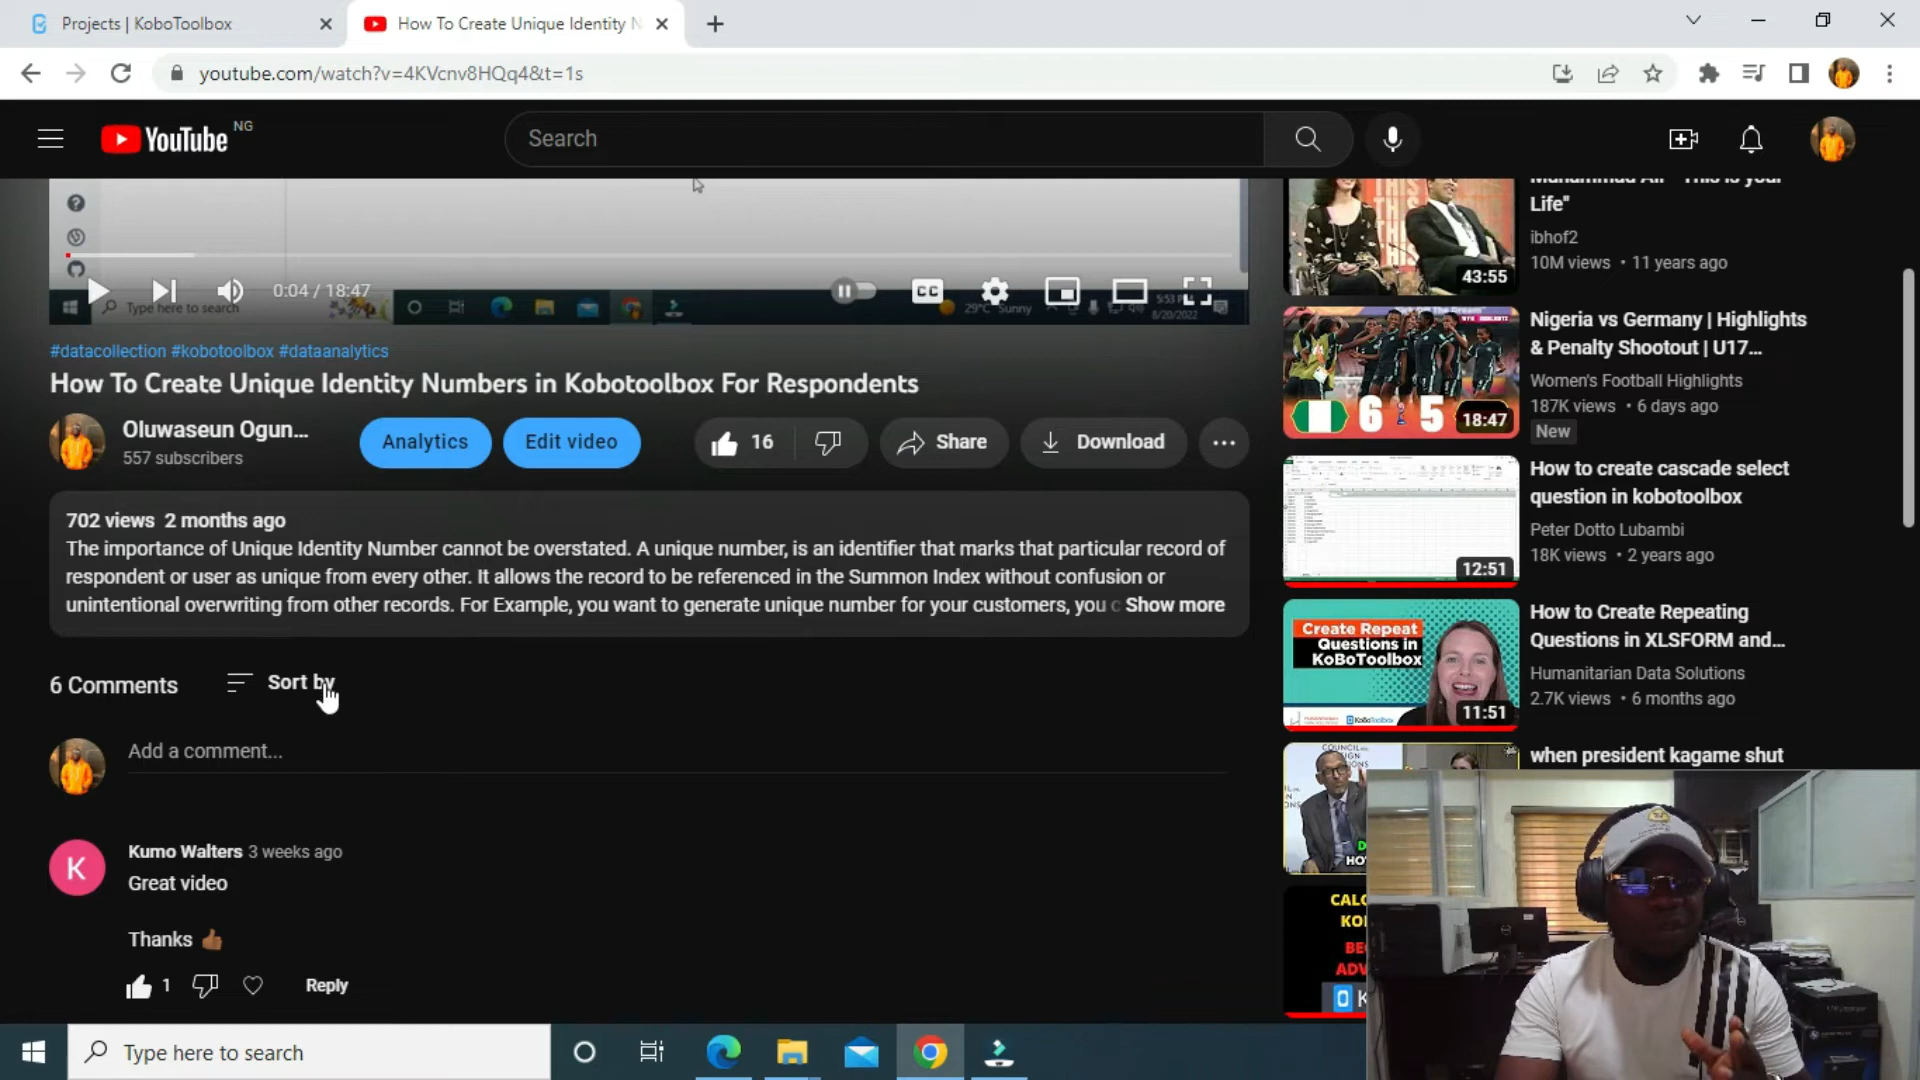 Projects | KoboToolbox
How To Create Unique Identity N
youtube.com/watch?v=4KVcnv8HQq4&t=1s
YouTube NG
Search
0:04 / 18:47
CC
Type here to search
29°C Sunny
8/20/2022
#datacollection #kobotoolbox #dataanalytics
How To Create Unique Identity Numbers in Kobotoolbox For Respondents
Oluwaseun Ogun...
557 subscribers
Analytics
Edit video
16
Share
Download
702 views 2 months ago
The importance of Unique Identity Number cannot be overstated. A unique number, is an identifier that marks that particular record of
respondent or user as unique from every other. It allows the record to be referenced in the Summon Index without confusion or
unintentional overwriting from other records. For Example, you want to generate unique number for your customers, you c Show more
6 Comments
Sort by
Add a comment...
K
Kumo Walters 3 weeks ago
Great video
Thanks
1
Reply
Muhammad Ali "This is your
Life"
ibhof2
10M views • 11 years ago
THIS
43:55
Nigeria vs Germany | Highlights
& Penalty Shootout | U17...
Women's Football Highlights
187K views • 6 days ago
New
6 5
18:47
How to create cascade select
question in kobotoolbox
Peter Dotto Lubambi
18K views • 2 years ago
12:51
How to Create Repeating
Questions in XLSFORM and...
Humanitarian Data Solutions
2.7K views • 6 months ago
Create Repeat
Questions in
KoBoToolbox
KoBoToolbox
11:51
when president kagame shut
Type here to search